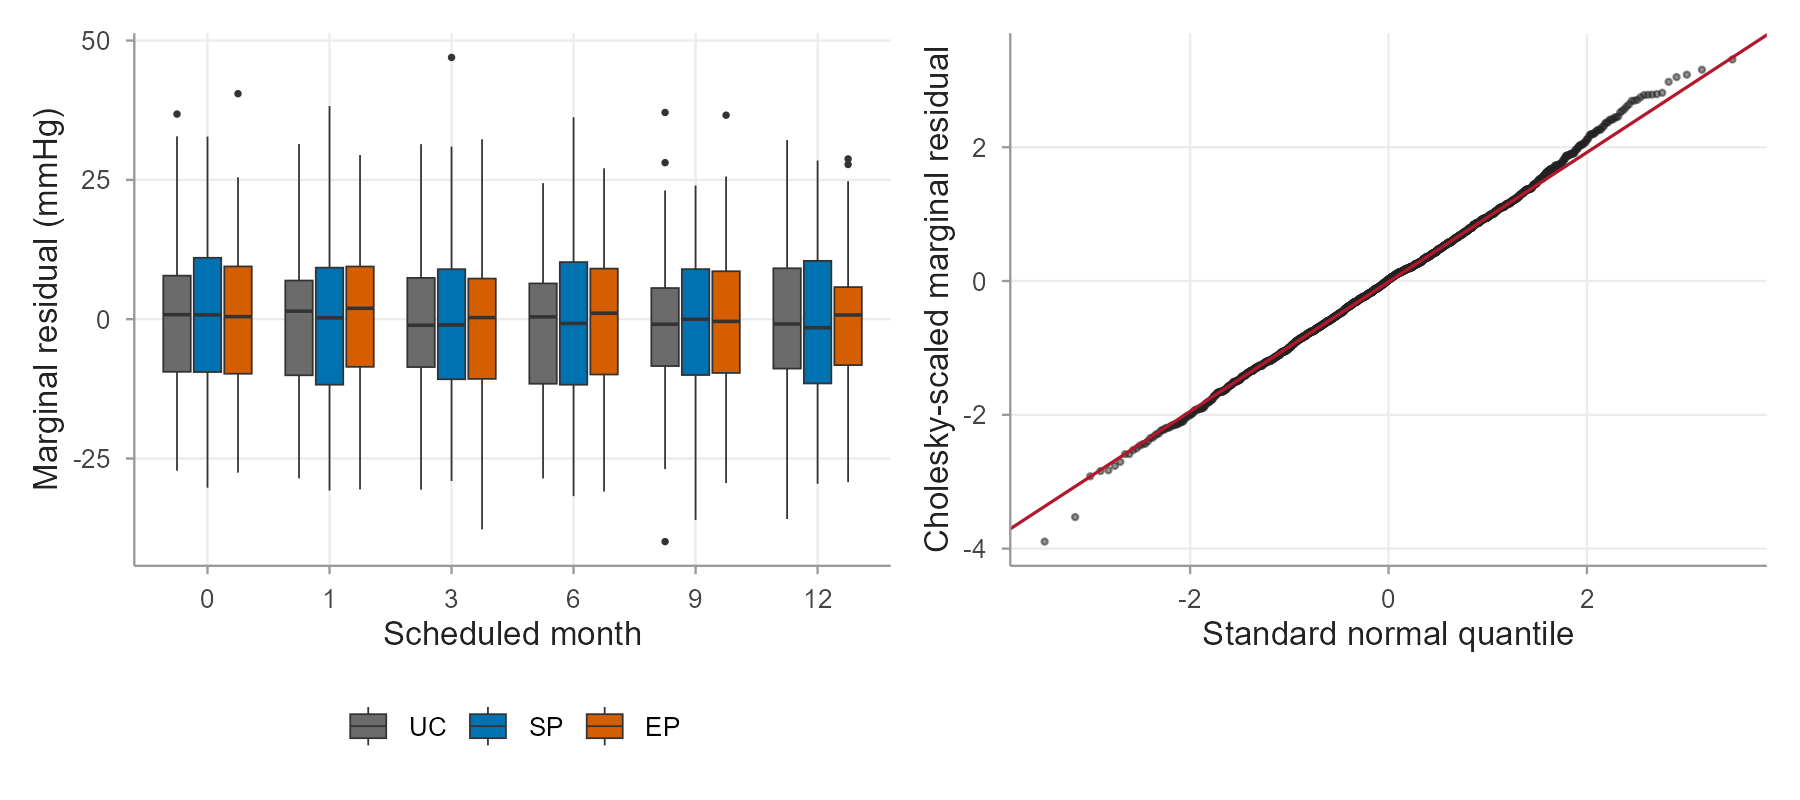 Marginal residual (mmHg)
50
25
0
-25
0 1 3 6 9 12
Scheduled month
UC SP EP
Cholesky-scaled marginal residual
2
0
-2
-4
-2 0 2
Standard normal quantile